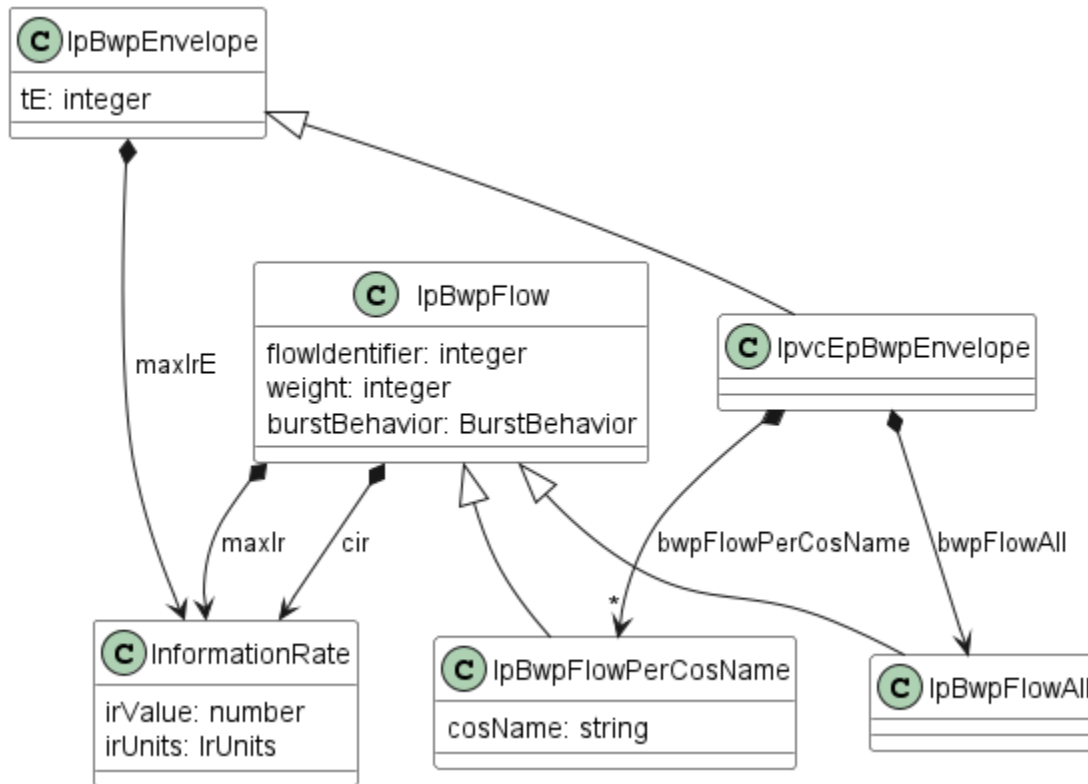 C IpBwpEnvelope
tE: integer
C IpBwpFlow
flowIdentifier: integer
weight: integer
burstBehavior: BurstBehavior
C IpvcEpBwpEnvelope
maxIrE
maxIr
cir
bwpFlowPerCosName
bwpFlowAll
*
C InformationRate
irValue: number
irUnits: IrUnits
C IpBwpFlowPerCosName
cosName: string
C IpBwpFlowAll